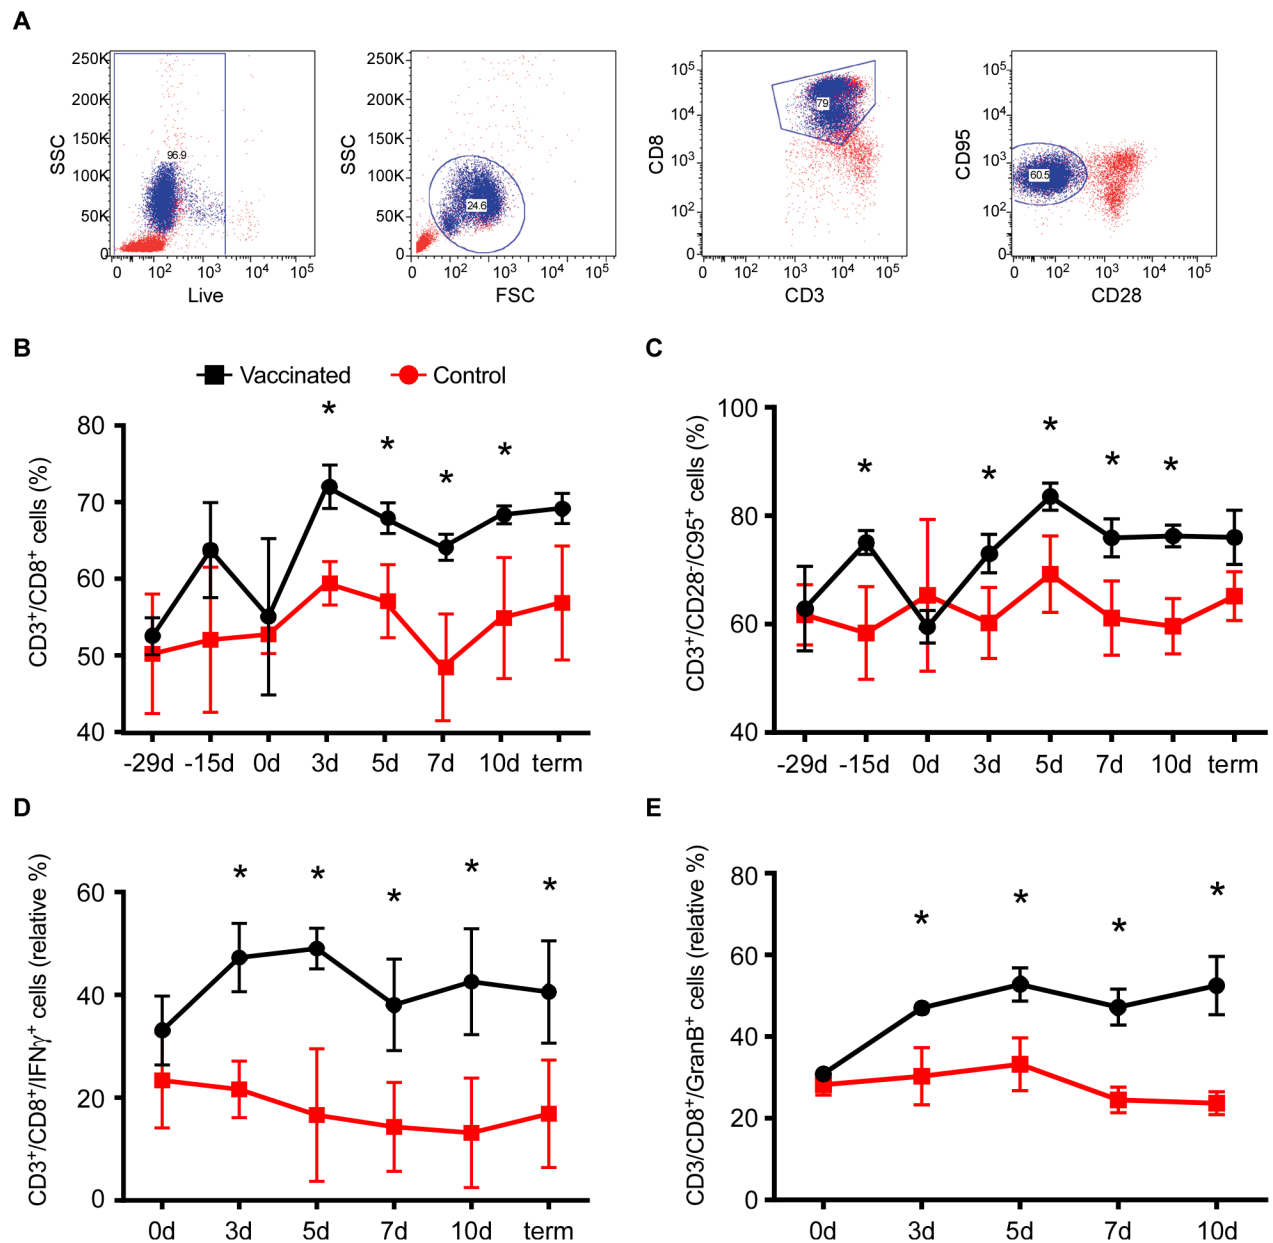 A
250K
200K
150K
100K
50K
0
SSC
96.9
0 10² 10³ 10⁴ 10⁵
Live
250K
200K
150K
100K
50K
0
SSC
24.6
0 10² 10³ 10⁴ 10⁵
FSC
10⁵
10⁴
10³
10²
0
CD8
79
0 10² 10³ 10⁴ 10⁵
CD3
10⁵
10⁴
10³
10²
0
CD95
60.5
0 10² 10³ 10⁴ 10⁵
CD28
B
Vaccinated Control
CD3⁺/CD8⁺ cells (%)
80
70
60
50
40
* * * *
-29d -15d 0d 3d 5d 7d 10d term
C
CD3⁺/CD28⁻/C95⁺ cells (%)
100
80
60
40
* * * * *
-29d -15d 0d 3d 5d 7d 10d term
D
CD3⁺/CD8⁺/IFNγ⁺ cells (relative %)
60
40
20
0
* * * * *
0d 3d 5d 7d 10d term
E
CD3/CD8⁺/GranB⁺ cells (relative %)
80
60
40
20
0
* * * *
0d 3d 5d 7d 10d